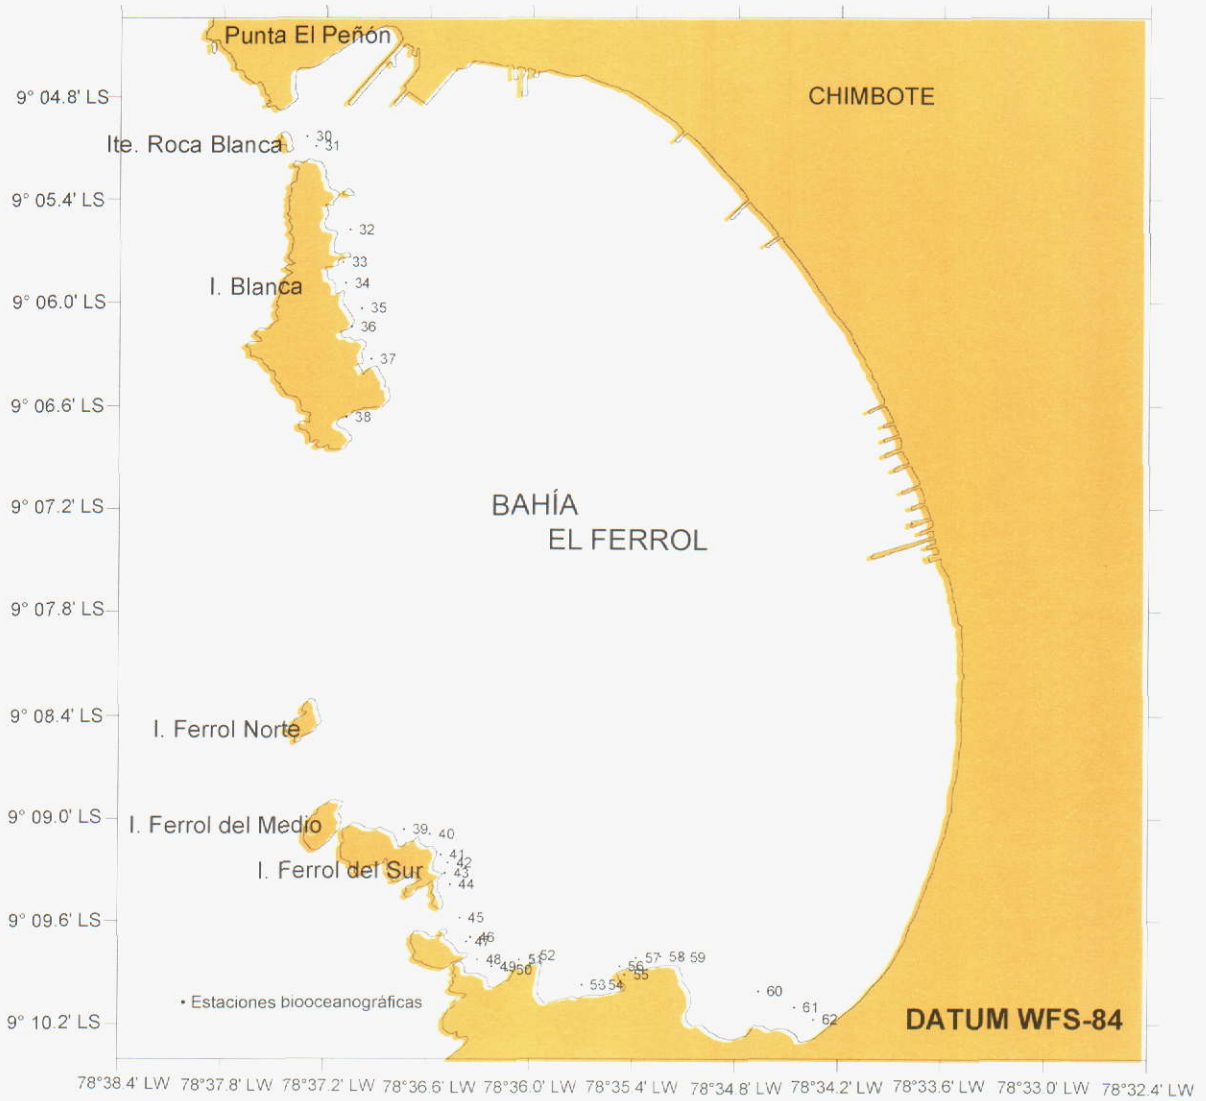 Punta El Peñón
CHIMBOTE
9° 04.8' LS
Ite. Roca Blanca
30
31
9° 05.4' LS
32
33
34
I. Blanca
9° 06.0' LS
35
36
37
9° 06.6' LS
38
9° 07.2' LS
BAHÍA
EL FERROL
9° 07.8' LS
9° 08.4' LS
I. Ferrol Norte
9° 09.0' LS
I. Ferrol del Medio
39
40
41
42
43
44
I. Ferrol del Sur
9° 09.6' LS
45
46
47
48
49
50
51
52
53
54
55
56
57
58
59
60
61
62
• Estaciones biooceanográficas
9° 10.2' LS
DATUM WFS-84
78°38.4' LW 78°37.8' LW 78°37.2' LW 78°36.6' LW 78°36.0' LW 78°35.4' LW 78°34.8' LW 78°34.2' LW 78°33.6' LW 78°33.0' LW 78°32.4' LW